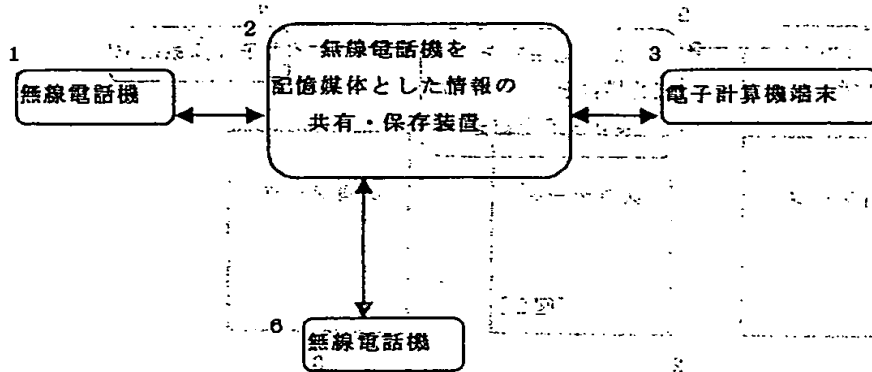 1
無線電話機
2
無線電話機を
記憶媒体とした情報の
共有・保存装置
3
電子計算機端末
6
無線電話機